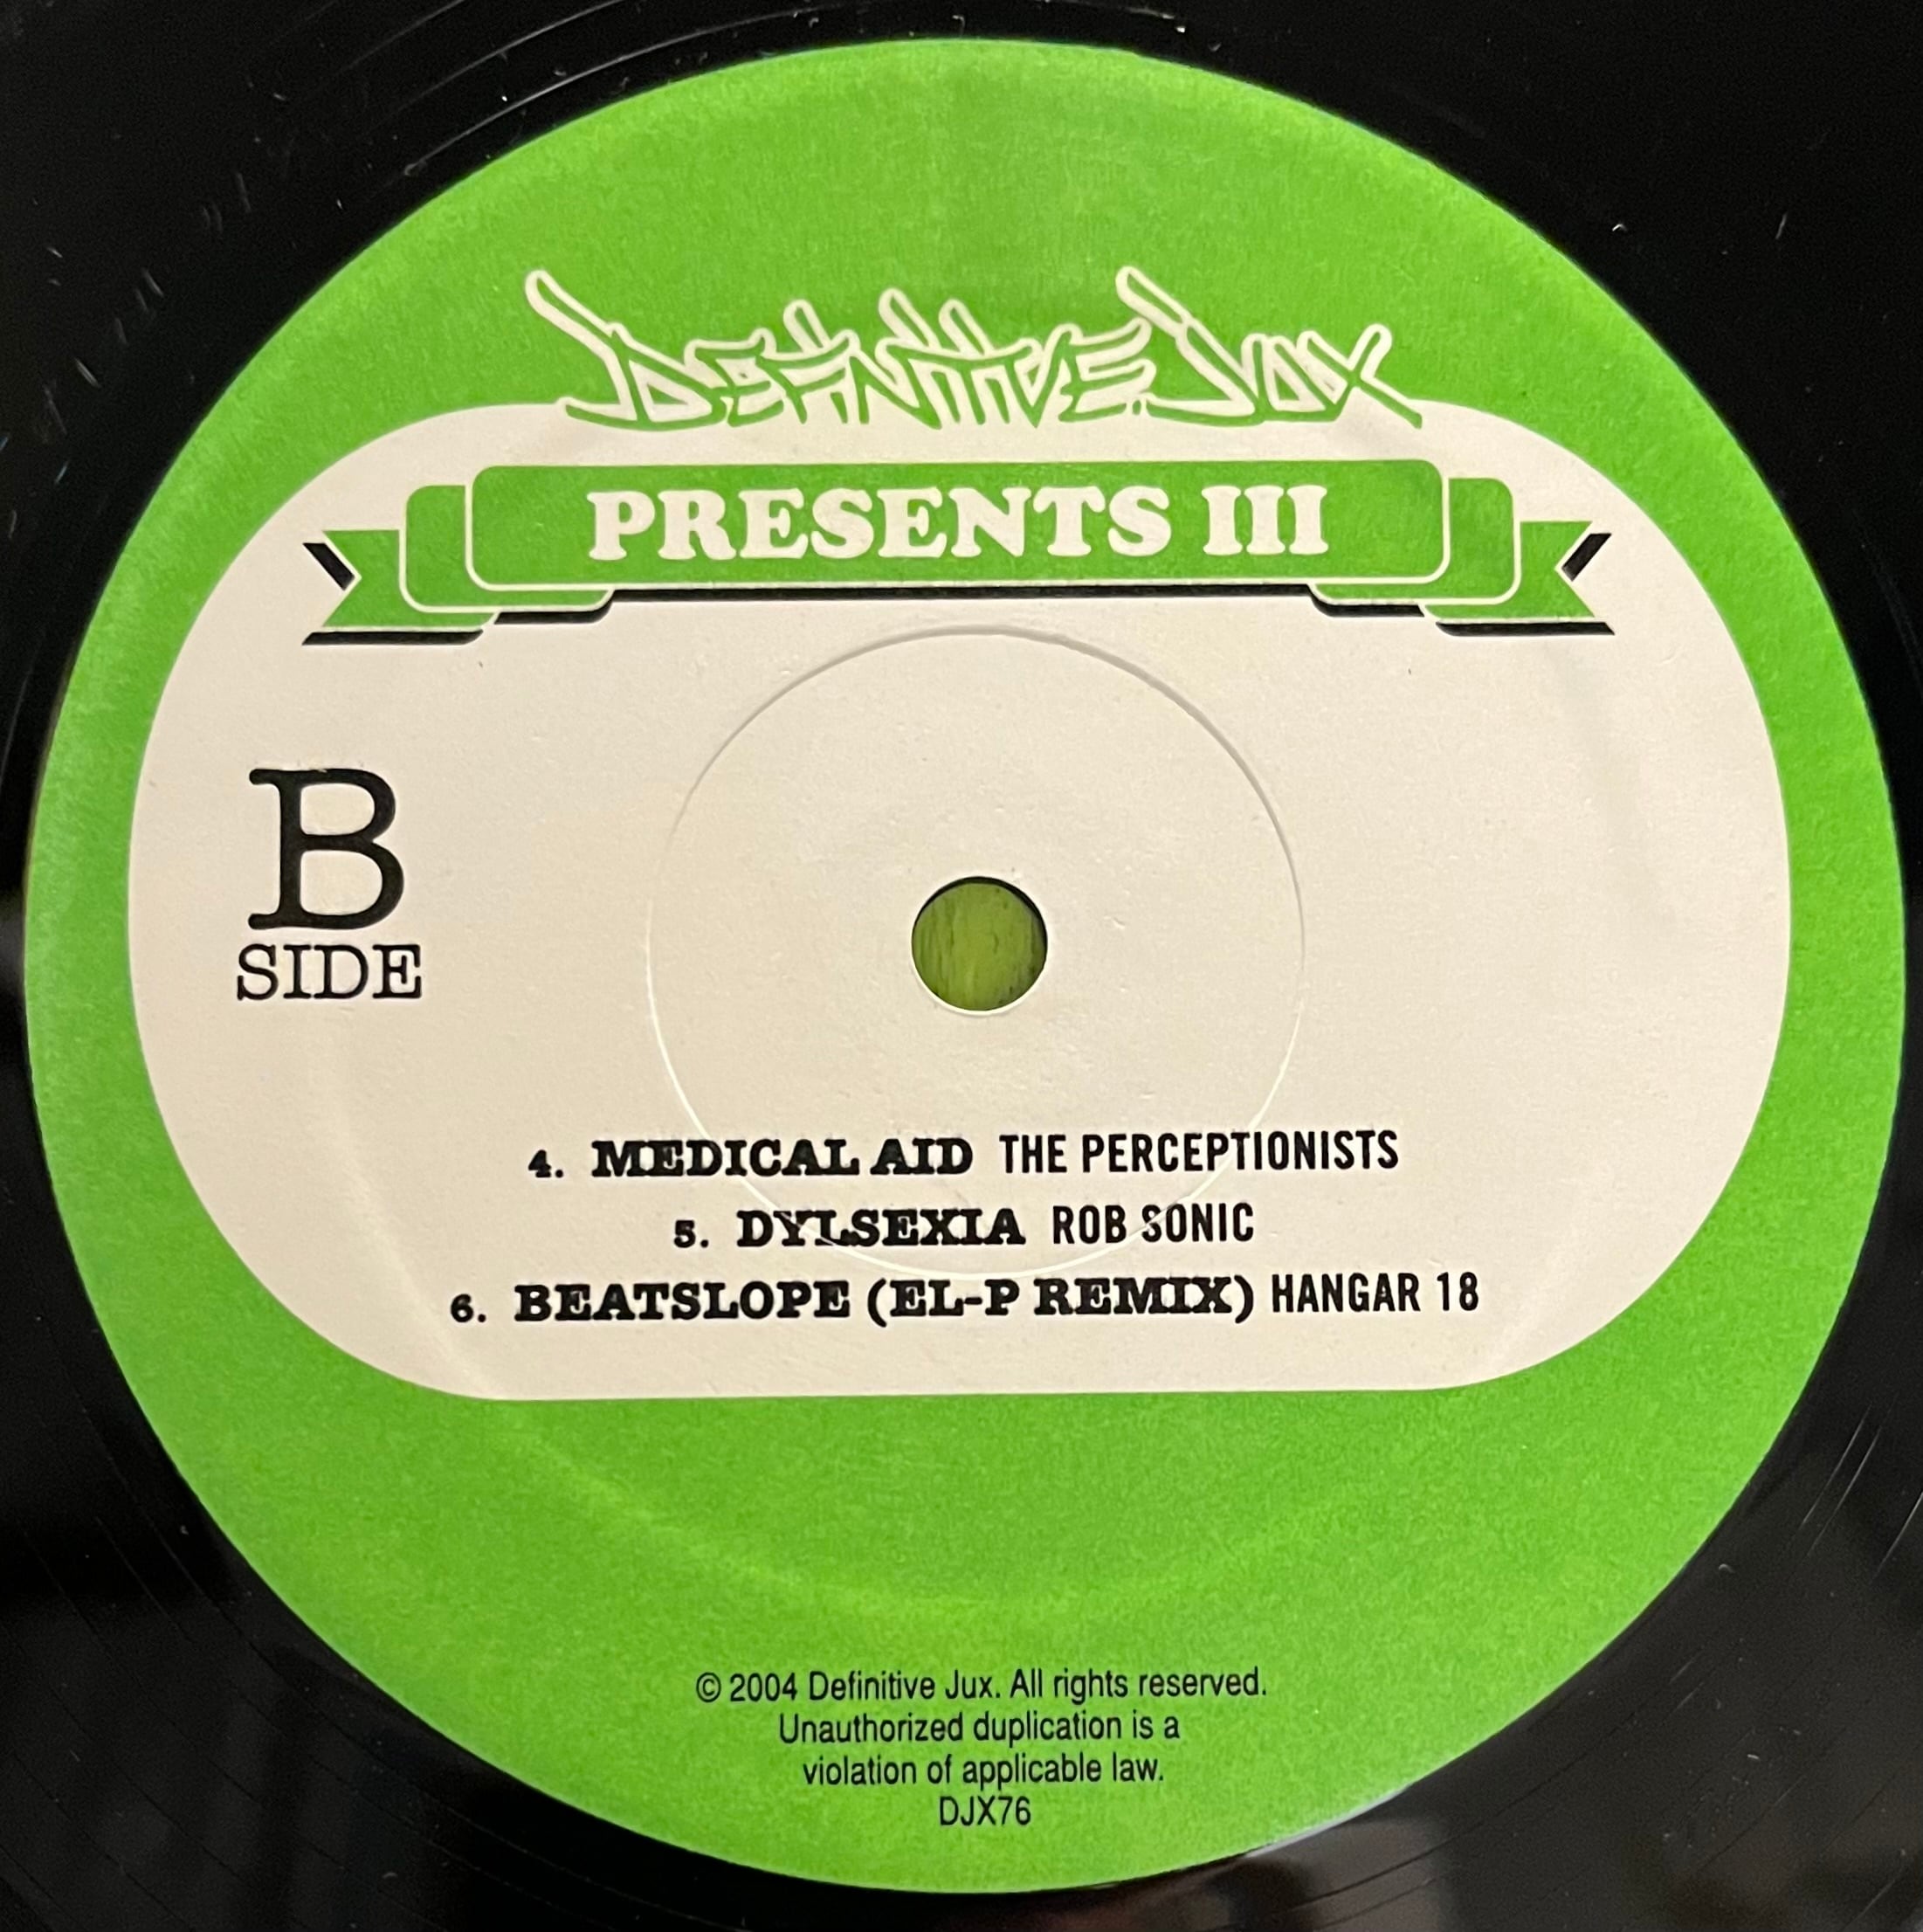 DEFINITIVE JUX
PRESENTS III
B
SIDE
4. MEDICAL AID THE PERCEPTIONISTS
5. DYLSEXIA ROB SONIC
6. BEATSLOPE (EL-P REMIX) HANGAR 18
© 2004 Definitive Jux. All rights reserved.
Unauthorized duplication is a
violation of applicable law.
DJX76